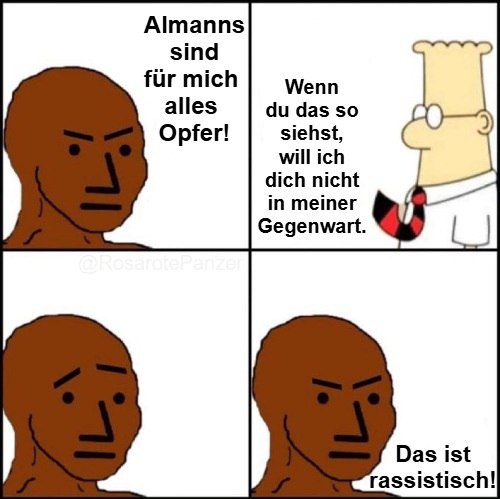 Almanns
sind
für mich
alles
Opfer!
Wenn
du das so
siehst,
will ich
dich nicht
in meiner
Gegenwart.
@RosarotePanzer
Das ist
rassistisch!